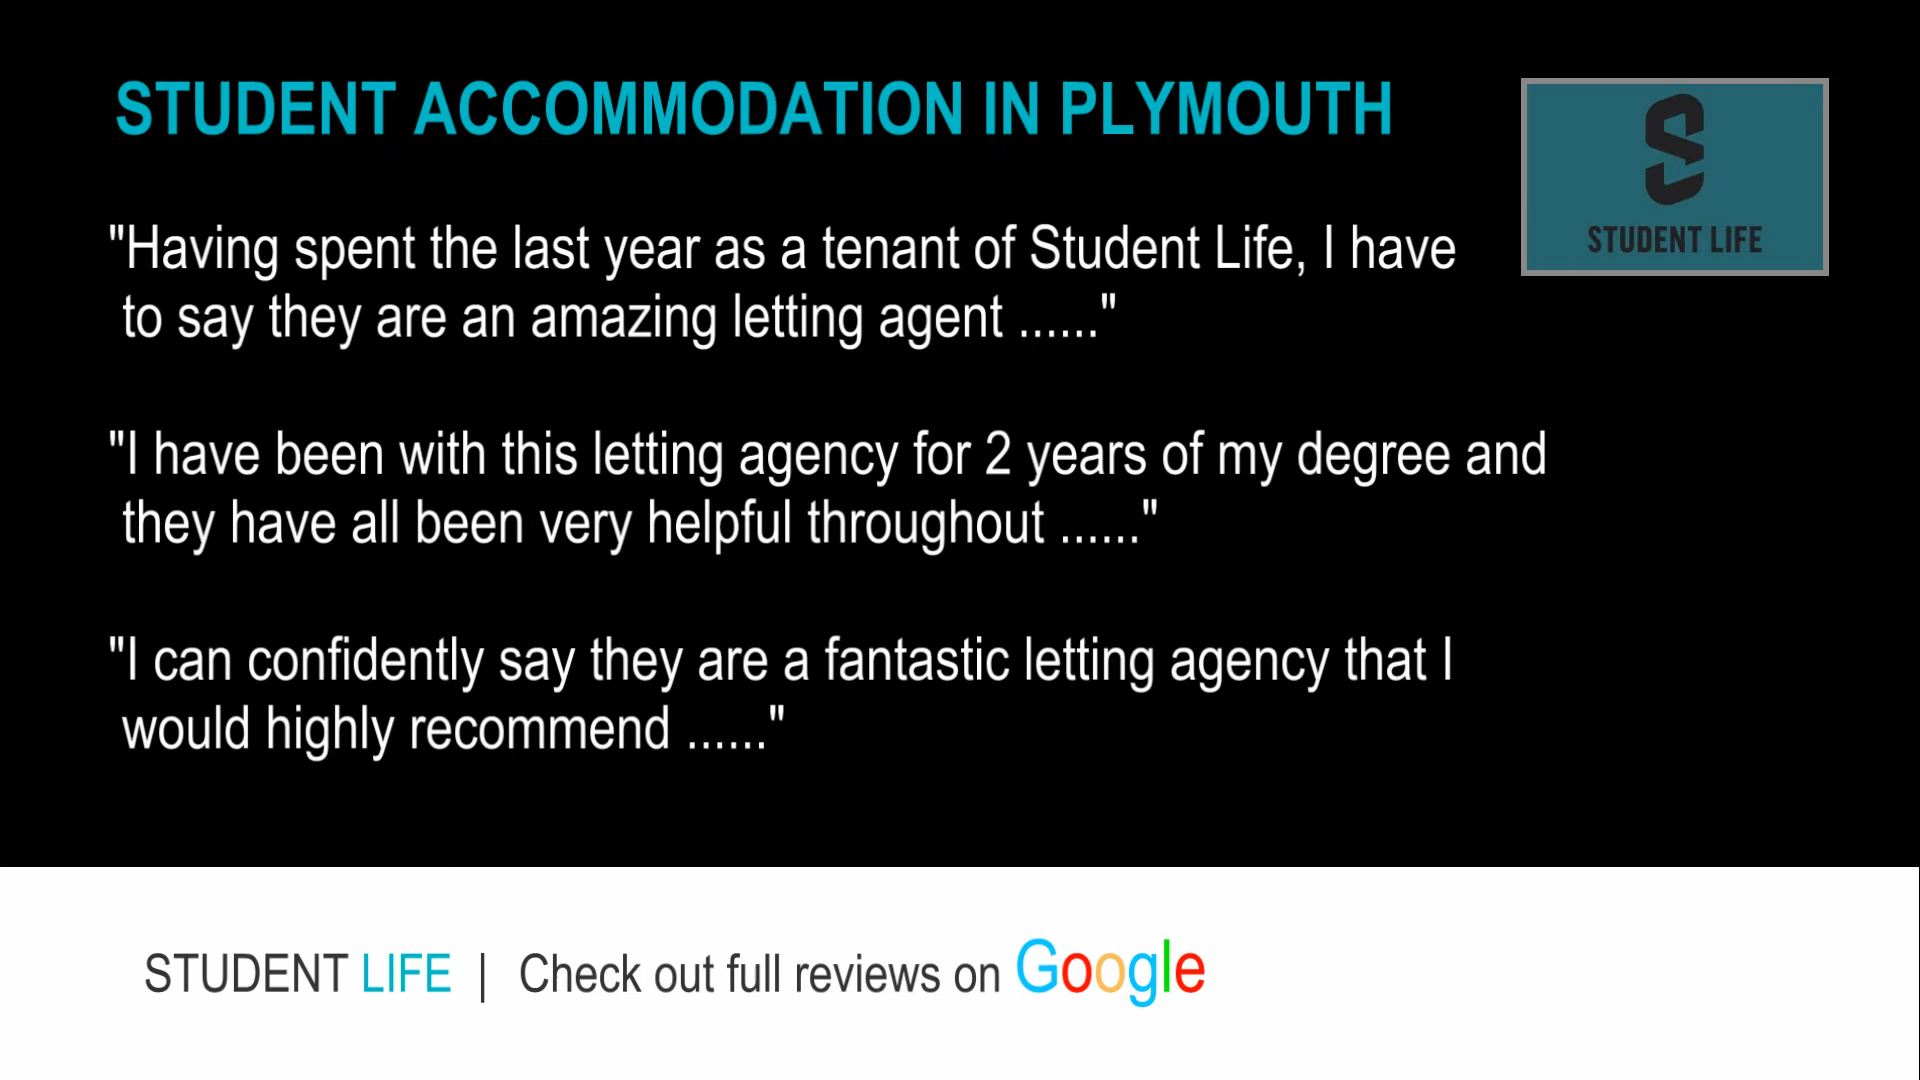 STUDENT ACCOMMODATION IN PLYMOUTH
STUDENT LIFE
"Having spent the last year as a tenant of Student Life, I have
to say they are an amazing letting agent ......"
"I have been with this letting agency for 2 years of my degree and
they have all been very helpful throughout ......"
"I can confidently say they are a fantastic letting agency that I
would highly recommend ......"
STUDENT LIFE | Check out full reviews on Google